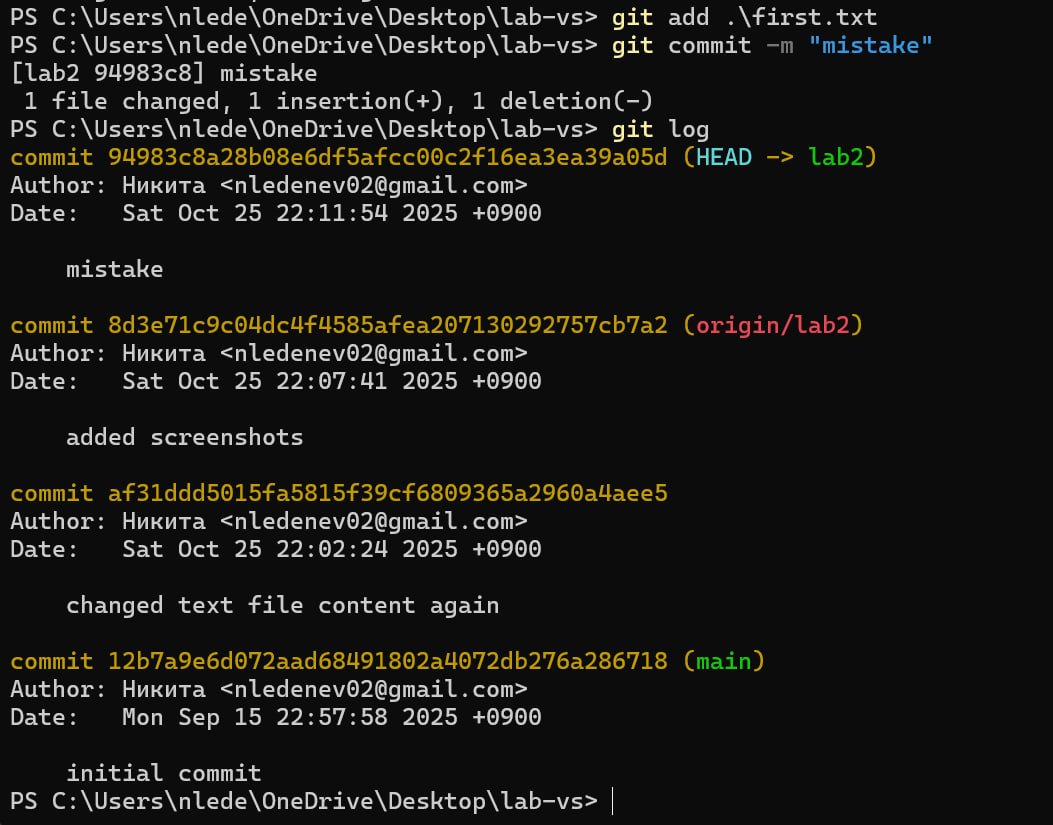 PS C:\Users\nlede\OneDrive\Desktop\lab-vs> git add .\first.txt
PS C:\Users\nlede\OneDrive\Desktop\lab-vs> git commit -m "mistake"
[lab2 94983c8] mistake
 1 file changed, 1 insertion(+), 1 deletion(-)
PS C:\Users\nlede\OneDrive\Desktop\lab-vs> git log
commit 94983c8a28b08e6df5afcc00c2f16ea3ea39a05d (HEAD -> lab2)
Author: Никита <nledenev02@gmail.com>
Date:   Sat Oct 25 22:11:54 2025 +0900
    mistake
commit 8d3e71c9c04dc4f4585afea207130292757cb7a2 (origin/lab2)
Author: Никита <nledenev02@gmail.com>
Date:   Sat Oct 25 22:07:41 2025 +0900
    added screenshots
commit af31ddd5015fa5815f39cf6809365a2960a4aee5
Author: Никита <nledenev02@gmail.com>
Date:   Sat Oct 25 22:02:24 2025 +0900
    changed text file content again
commit 12b7a9e6d072aad68491802a4072db276a286718 (main)
Author: Никита <nledenev02@gmail.com>
Date:   Mon Sep 15 22:57:58 2025 +0900
    initial commit
PS C:\Users\nlede\OneDrive\Desktop\lab-vs>